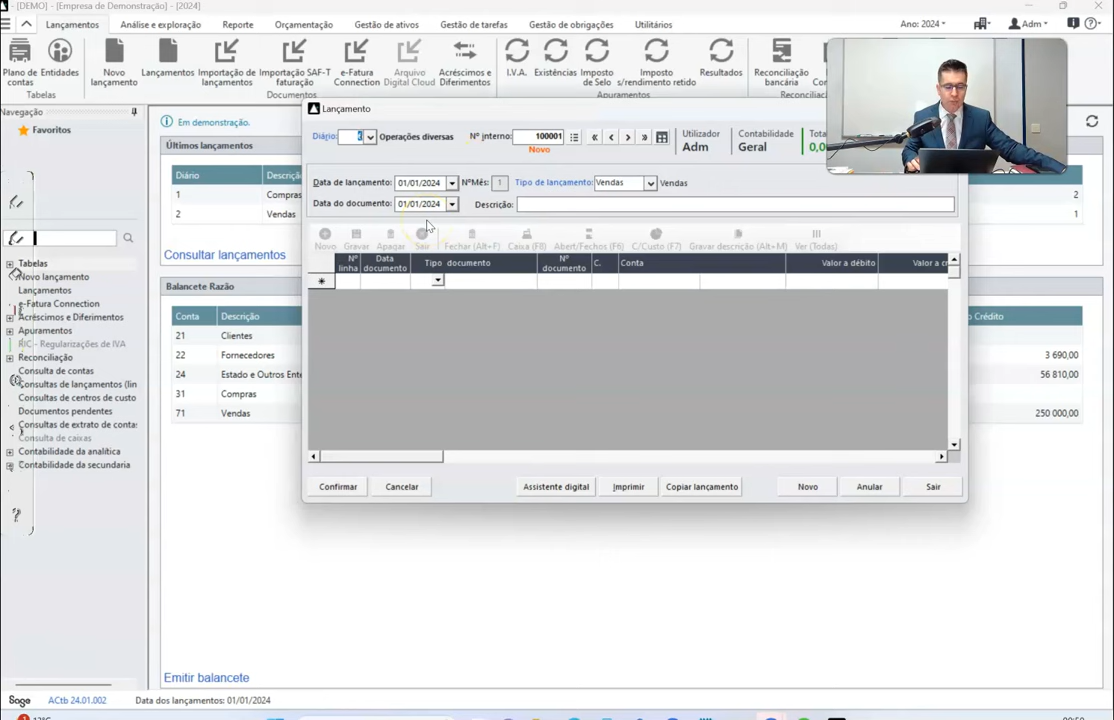 - [DEMO] - [Empresa de Demonstração] - [2024]
Lançamentos
Análise e exploração
Reporte
Orçamentação
Gestão de ativos
Gestão de tarefas
Gestão de obrigações
Utilitários
Ano: 2024
Adm
Plano de contas
Entidades
Novo lançamento
Lançamentos
Importação de lançamentos
Importação SAF-T faturação
e-Fatura Connection
Arquivo Digital Cloud
Acréscimos e Diferimentos
I.V.A.
Existências
Imposto de Selo
Imposto s/rendimento retido
Resultados
Reconciliação bancária
Tabelas
Documentos
Apuramentos
Navegação
Favoritos
Tabelas
Novo lançamento
Lançamentos
e-Fatura Connection
Acréscimos e Diferimentos
Apuramentos
RIC - Regularizações de IVA
Reconciliação
Consulta de contas
Consultas de lançamentos (lin
Consultas de centros de custo
Documentos pendentes
Consultas de extrato de conta
Consulta de caixas
Contabilidade da analítica
Contabilidade da secundaria
Em demonstração.
Últimos lançamentos
Diário
1 Compras 2
2 Vendas 1
Consultar lançamentos
Balancete Razão
Conta Descrição o Crédito
21 Clientes
22 Fornecedores 3 690,00
24 Estado e Outros Ente 56 810,00
31 Compras
71 Vendas 250 000,00
Emitir balancete
Lançamento
Diário: Operações diversas
Nº interno: 100001
Novo
Utilizador
Adm
Contabilidade
Geral
Data de lançamento: 01/01/2024 NºMês: 1 Tipo de lançamento: Vendas Vendas
Data do documento: 01/01/2024 Descrição:
Novo Gravar Apagar Sair Fechar (Alt+F) Caixa (F8) Abert/Fechos (F6) C/Custo (F7) Gravar descrição (Alt+M) Ver (Todas)
Nº linha
Data documento
Tipo documento
Nº documento
C.
Conta
Valor a débito
Confirmar Cancelar Assistente digital Imprimir Copiar lançamento Novo Anular Sair
Sage ACtb 24.01.002 Data dos lançamentos: 01/01/2024